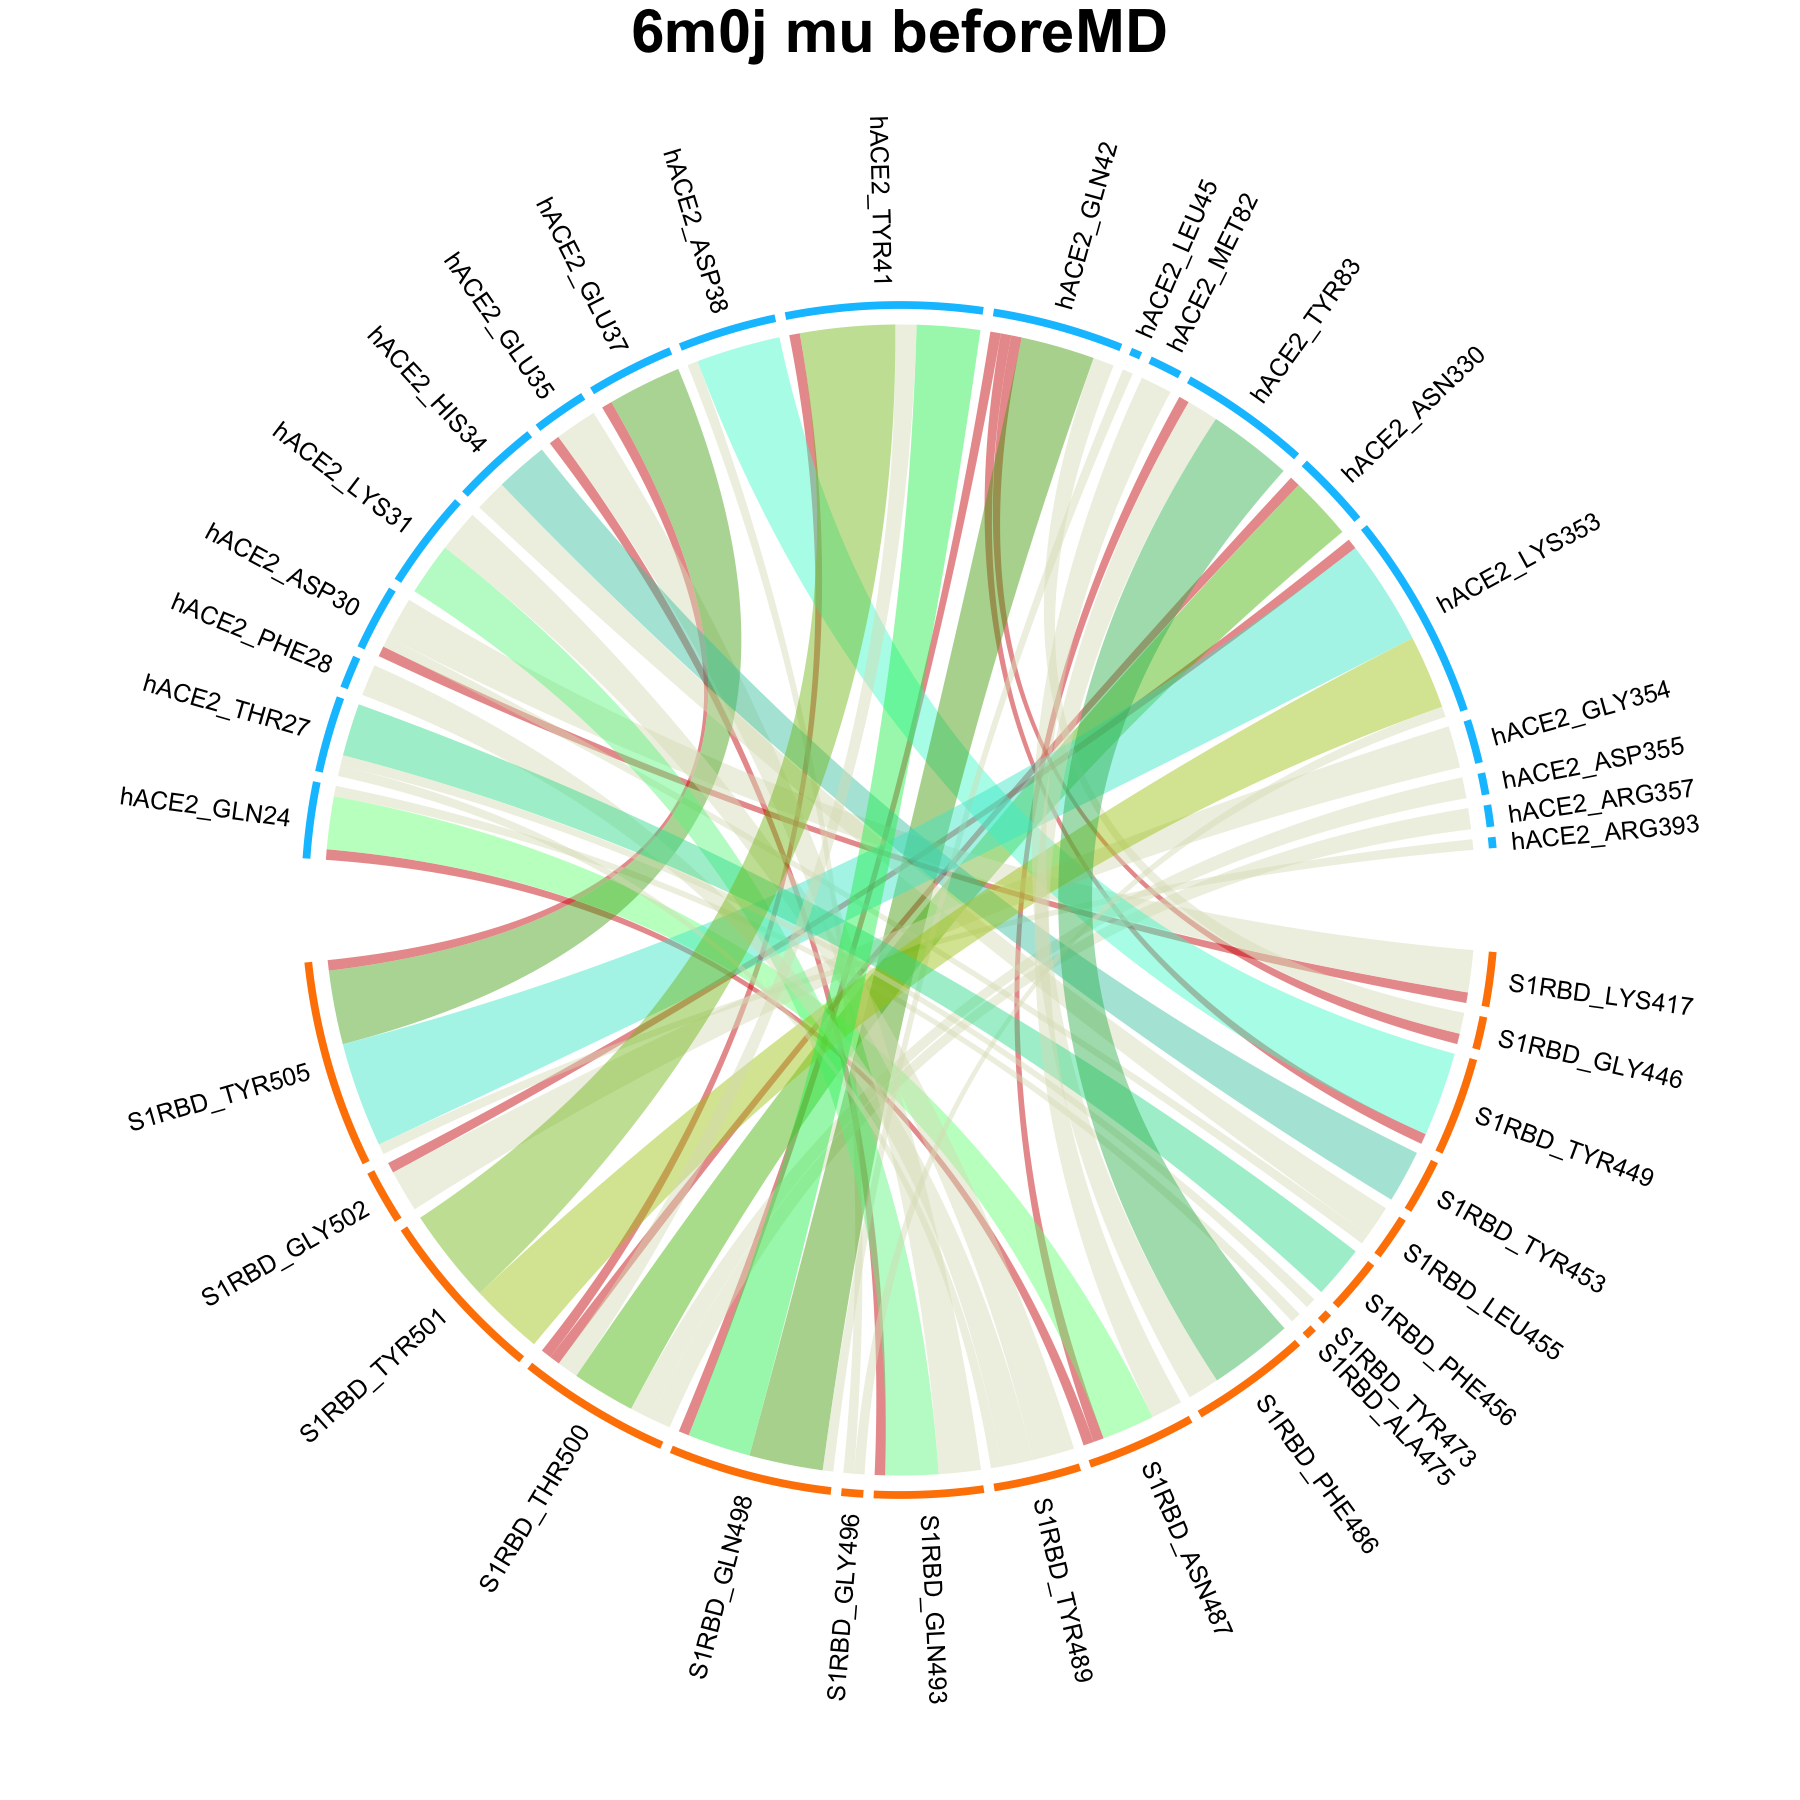 6m0j mu beforeMD
hACE2_GLN24
hACE2_THR27
hACE2_PHE28
hACE2_ASP30
hACE2_LYS31
hACE2_HIS34
hACE2_GLU35
hACE2_GLU37
hACE2_ASP38
hACE2_TYR41
hACE2_GLN42
hACE2_LEU45
hACE2_MET82
hACE2_TYR83
hACE2_ASN330
hACE2_LYS353
hACE2_GLY354
hACE2_ASP355
hACE2_ARG357
hACE2_ARG393
S1RBD_LYS417
S1RBD_GLY446
S1RBD_TYR449
S1RBD_TYR453
S1RBD_LEU455
S1RBD_PHE456
S1RBD_TYR473
S1RBD_ALA475
S1RBD_PHE486
S1RBD_ASN487
S1RBD_TYR489
S1RBD_GLN493
S1RBD_GLY496
S1RBD_GLN498
S1RBD_THR500
S1RBD_TYR501
S1RBD_GLY502
S1RBD_TYR505